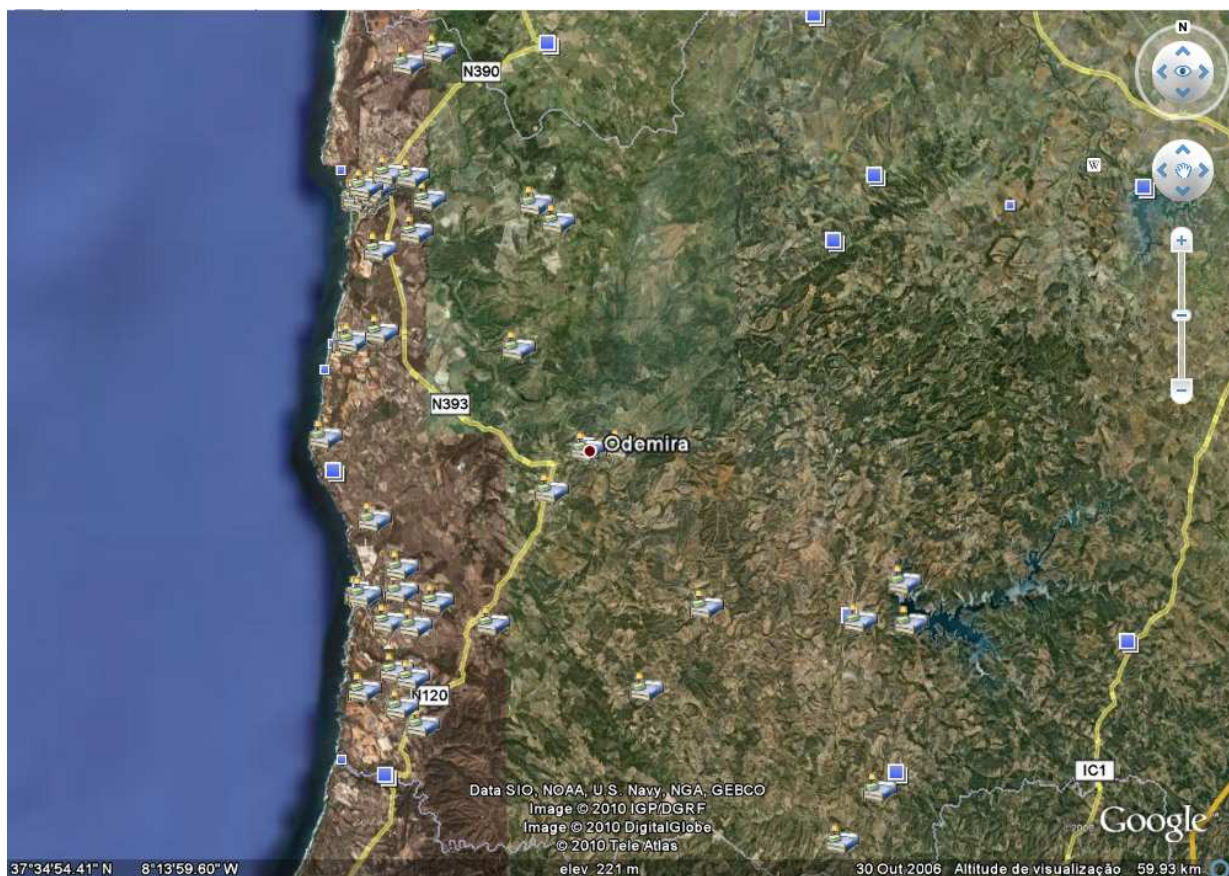 N
N390
W
N393
Odemira
N120
IC1
Data SIO, NOAA, U.S. Navy, NGA, GEBCO
Image © 2010 IGP/DGRF
Image © 2010 DigitalGlobe
© 2010 Tele Atlas
Google
37°34'54.41" N 8°13'59.60" W elev 221 m 30 Out 2006 Altitude de visualização 59.93 km